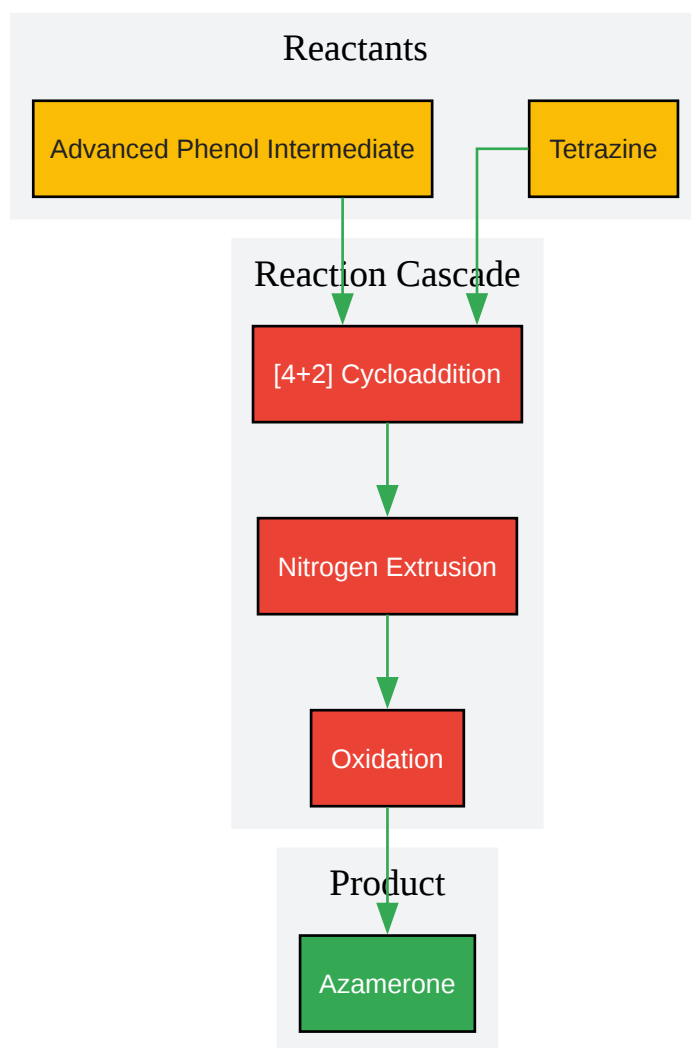 Reactants
Advanced Phenol Intermediate
Tetrazine
Reaction Cascade
[4+2] Cycloaddition
Nitrogen Extrusion
Oxidation
Product
Azamerone